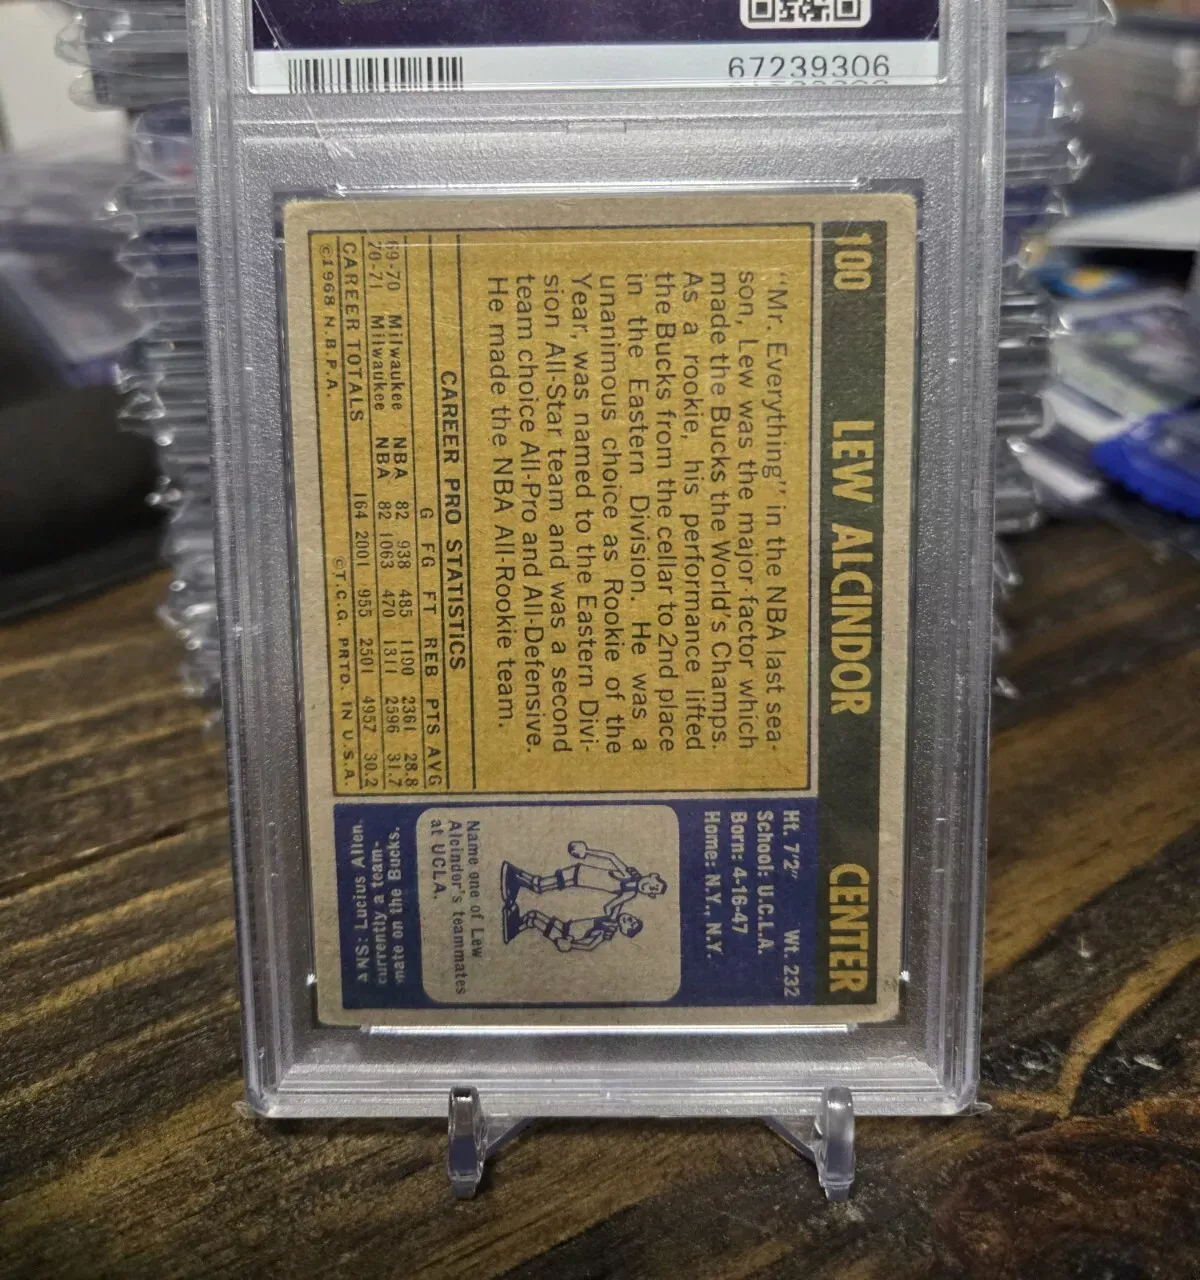 67239306
100 LEW ALCINDOR CENTER
"Mr. Everything" in the NBA last sea-
son, Lew was the major factor which
made the Bucks the World's Champs.
As a rookie, his performance lifted
the Bucks from the cellar to 2nd place
in the Eastern Division. He was a
unanimous choice as Rookie of the
Year, was named to the Eastern Divi-
sion All-Star team and was a second
team choice All-Pro and All-Defensive.
He made the NBA All-Rookie team.
CAREER PRO STATISTICS
G FG FT REB PTS AVG
69-70 Milwaukee NBA 82 938 485 1190 2361 28.8
70-71 Milwaukee NBA 82 1063 470 1311 2596 31.7
CAREER TOTALS 164 2001 955 2501 4957 30.2
©1968 N.B.P.A. ©T.C.G. PRTD. IN U.S.A.
Ht. 7'2" Wt. 232
School: U.C.L.A.
Born: 4-16-47
Home: N.Y., N.Y.
Name one of Lew
Alcindor's teammates
at UCLA.
ANS: Lucius Allen
currently a team-
mate on the Bucks.